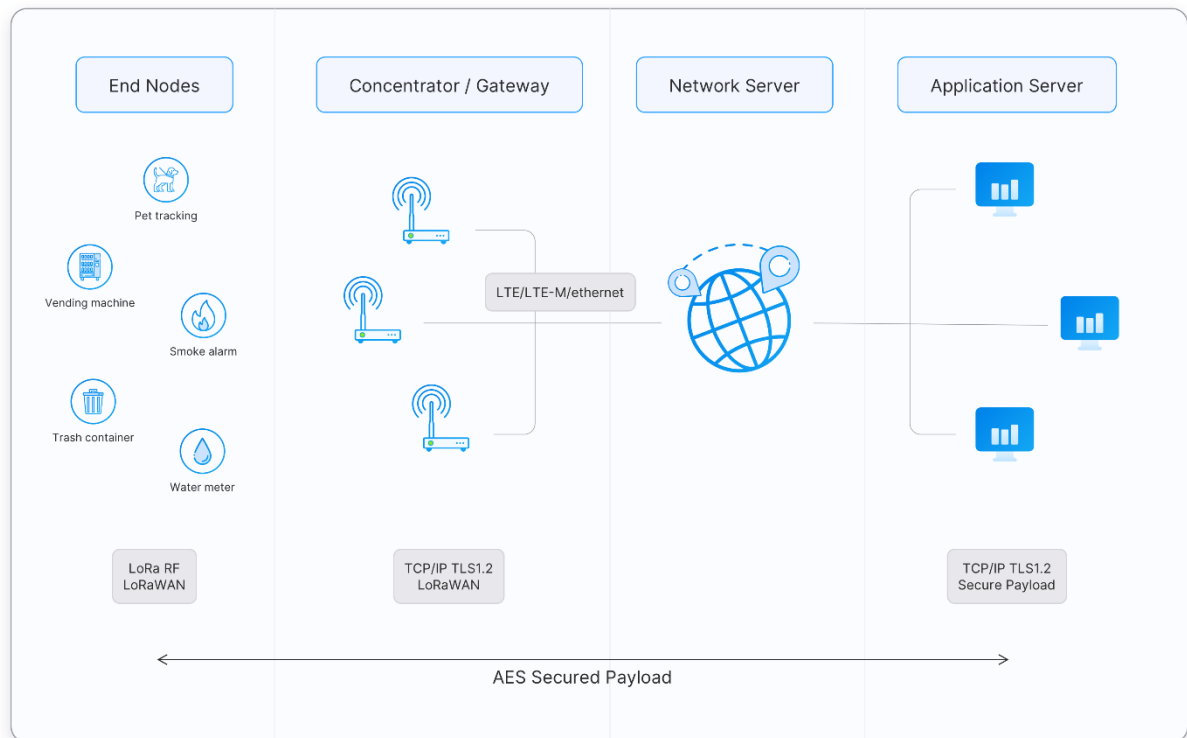 End Nodes
Concentrator / Gateway
Network Server
Application Server
Pet tracking
Vending machine
Smoke alarm
Trash container
Water meter
LTE/LTE-M/ethernet
LoRa RF
LoRaWAN
TCP/IP TLS1.2
LoRaWAN
TCP/IP TLS1.2
Secure Payload
AES Secured Payload